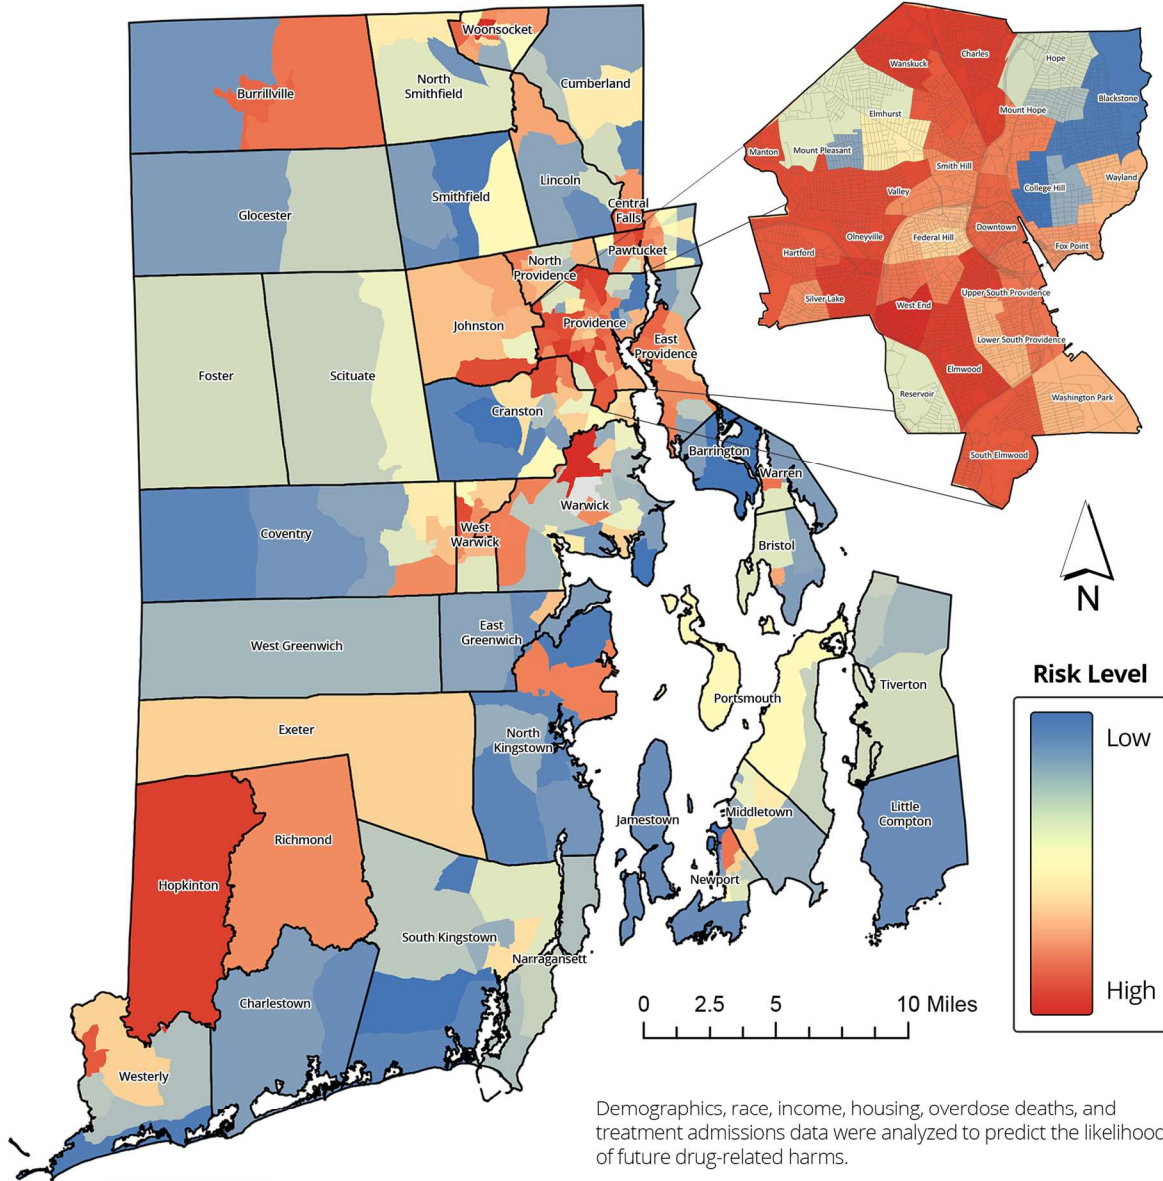 Woonsocket
North
Smithfield
Cumberland
Burrillville
Smithfield
Lincoln
Glocester
Central
Falls
Pawtucket
North
Providence
Johnston
Providence
East
Providence
Foster
Scituate
Cranston
Barrington
Warren
Warwick
Coventry
West
Warwick
Bristol
West Greenwich
East
Greenwich
Tiverton
Portsmouth
Exeter
North
Kingstown
Little
Compton
Middletown
Jamestown
Richmond
Newport
Hopkinton
South Kingstown
Narragansett
Charlestown
Westerly
Charles
Wanskuck
Hope
Blackstone
Mount Hope
Elmhurst
Manton
Mount Pleasant
Smith Hill
Wayland
College Hill
Valley
Downtown
Olneyville
Federal Hill
Fox Point
Hartford
Upper South Providence
Silver Lake
West End
Lower South Providence
Elmwood
Reservoir
Washington Park
South Elmwood
N
Risk Level
Low
High
0 2.5 5 10 Miles
Demographics, race, income, housing, overdose deaths, and
treatment admissions data were analyzed to predict the likelihood
of future drug-related harms.